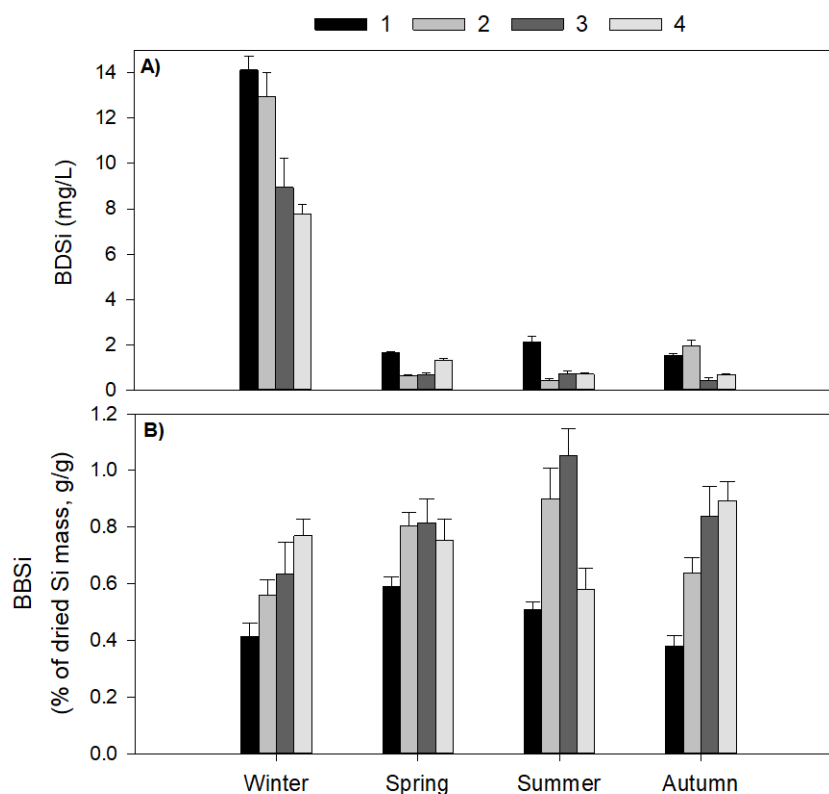 1 2 3 4
A)
BDSi (mg/L)
14
12
10
8
6
4
2
0
B)
BBSi
(% of dried Si mass, g/g)
1.2
1.0
0.8
0.6
0.4
0.2
0.0
Winter Spring Summer Autumn